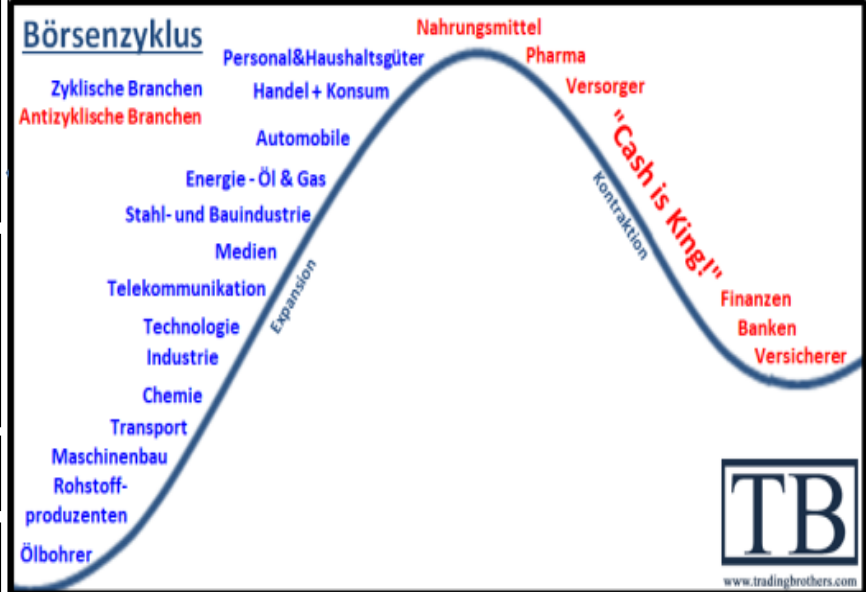 Börsenzyklus
Zyklische Branchen
Antizyklische Branchen
Nahrungsmittel
Personal&Haushaltsgüter
Pharma
Handel + Konsum
Versorger
Automobile
"Cash is King!"
Energie - Öl & Gas
Kontraktion
Stahl- und Bauindustrie
Medien
Expansion
Telekommunikation
Finanzen
Technologie
Banken
Industrie
Versicherer
Chemie
Transport
Maschinenbau
Rohstoff-
produzenten
Ölbohrer
TB
www.tradingbrothers.com